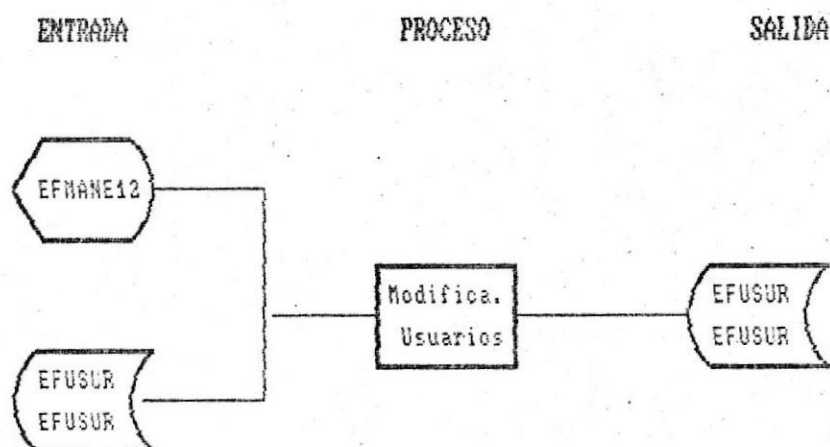 ENTRADA PROCESO SALIDA
EFMANE12
Modifica.
Usuarios
EFUSUR
EFUSUR
EFUSUR
EFUSUR